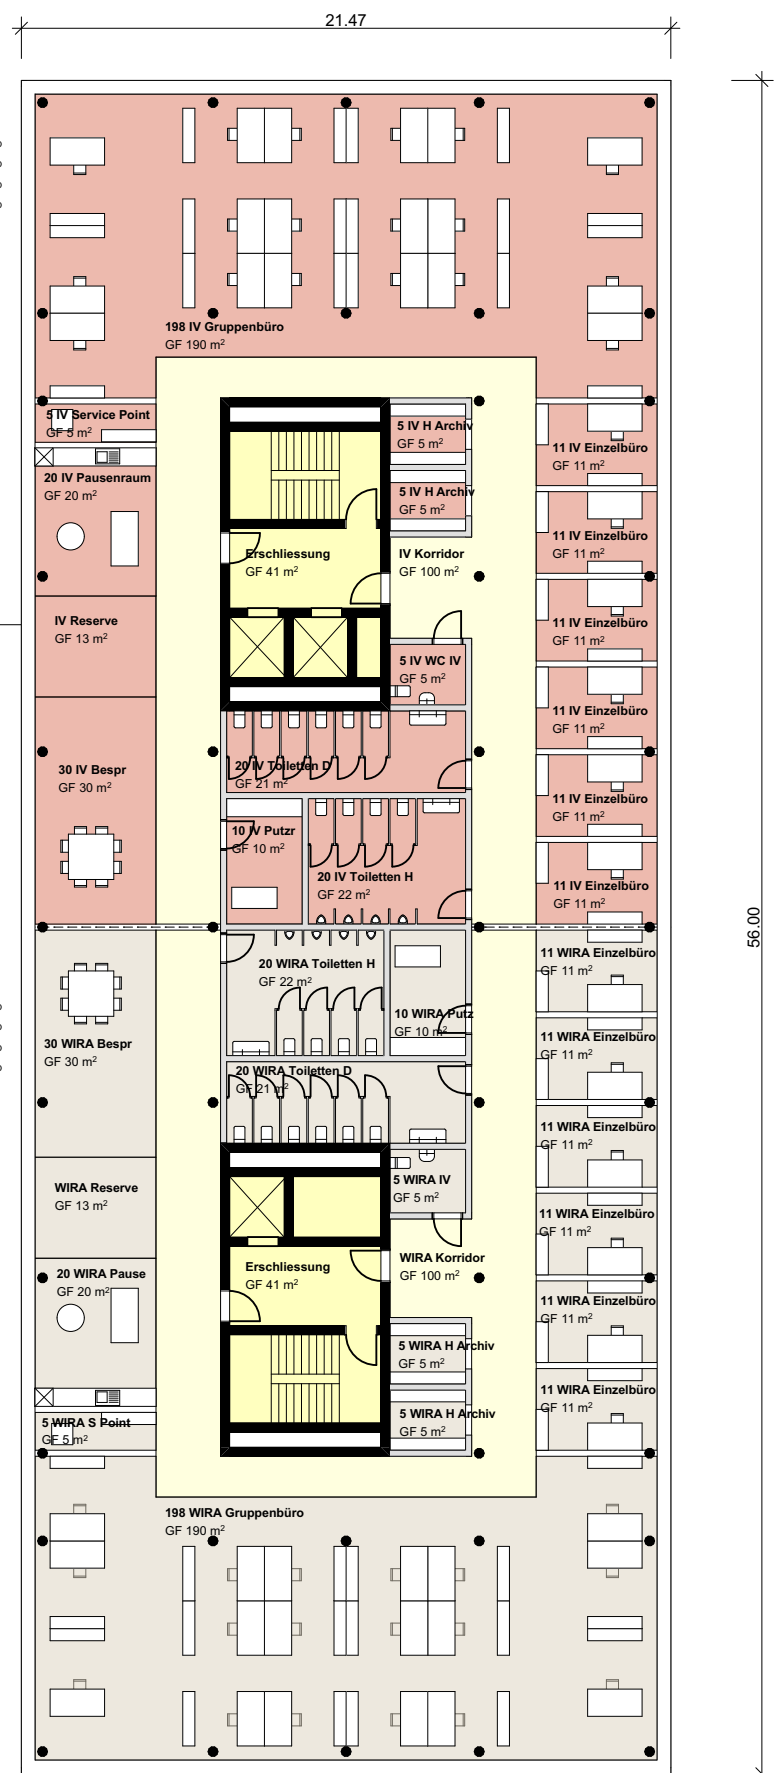 21.47
198 IV Gruppenbüro
GF 190 m²
5 IV Service Point
GF 5 m²
5 IV H Archiv
GF 5 m²
11 IV Einzelbüro
GF 11 m²
20 IV Pausenraum
GF 20 m²
5 IV H Archiv
GF 5 m²
11 IV Einzelbüro
GF 11 m²
Erschliessung
GF 41 m²
IV Korridor
GF 100 m²
IV Reserve
GF 13 m²
11 IV Einzelbüro
GF 11 m²
5 IV WC IV
GF 5 m²
11 IV Einzelbüro
GF 11 m²
30 IV Bespr
GF 30 m²
20 IV Toiletten D
GF 21 m²
11 IV Einzelbüro
GF 11 m²
10 IV Putzr
GF 10 m²
20 IV Toiletten H
GF 22 m²
11 IV Einzelbüro
GF 11 m²
56.00
20 WIRA Toiletten H
GF 22 m²
11 WIRA Einzelbüro
GF 11 m²
10 WIRA Putz
GF 10 m²
30 WIRA Bespr
GF 30 m²
11 WIRA Einzelbüro
GF 11 m²
20 WIRA Toiletten D
GF 21 m²
11 WIRA Einzelbüro
GF 11 m²
WIRA Reserve
GF 13 m²
5 WIRA IV
GF 5 m²
11 WIRA Einzelbüro
GF 11 m²
Erschliessung
GF 41 m²
WIRA Korridor
GF 100 m²
20 WIRA Pause
GF 20 m²
11 WIRA Einzelbüro
GF 11 m²
5 WIRA H Archiv
GF 5 m²
11 WIRA Einzelbüro
GF 11 m²
5 WIRA S Point
GF 5 m²
5 WIRA H Archiv
GF 5 m²
198 WIRA Gruppenbüro
GF 190 m²